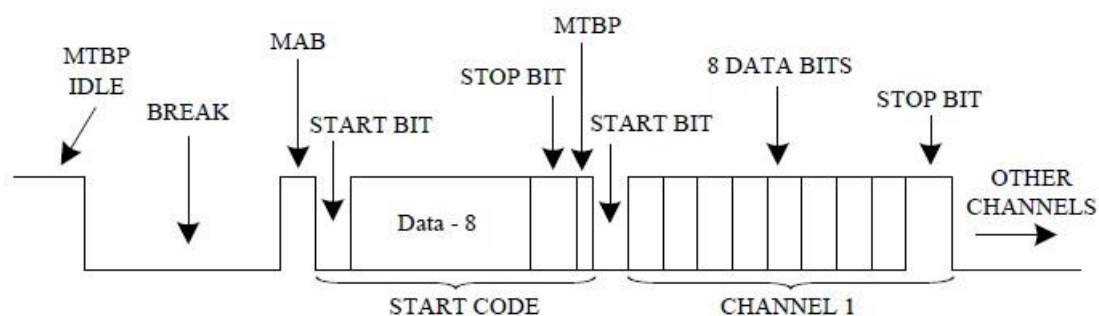 MTBP
IDLE
BREAK
MAB
START BIT
STOP BIT
MTBP
START BIT
8 DATA BITS
STOP BIT
OTHER
CHANNELS
Data - 8
START CODE
CHANNEL 1